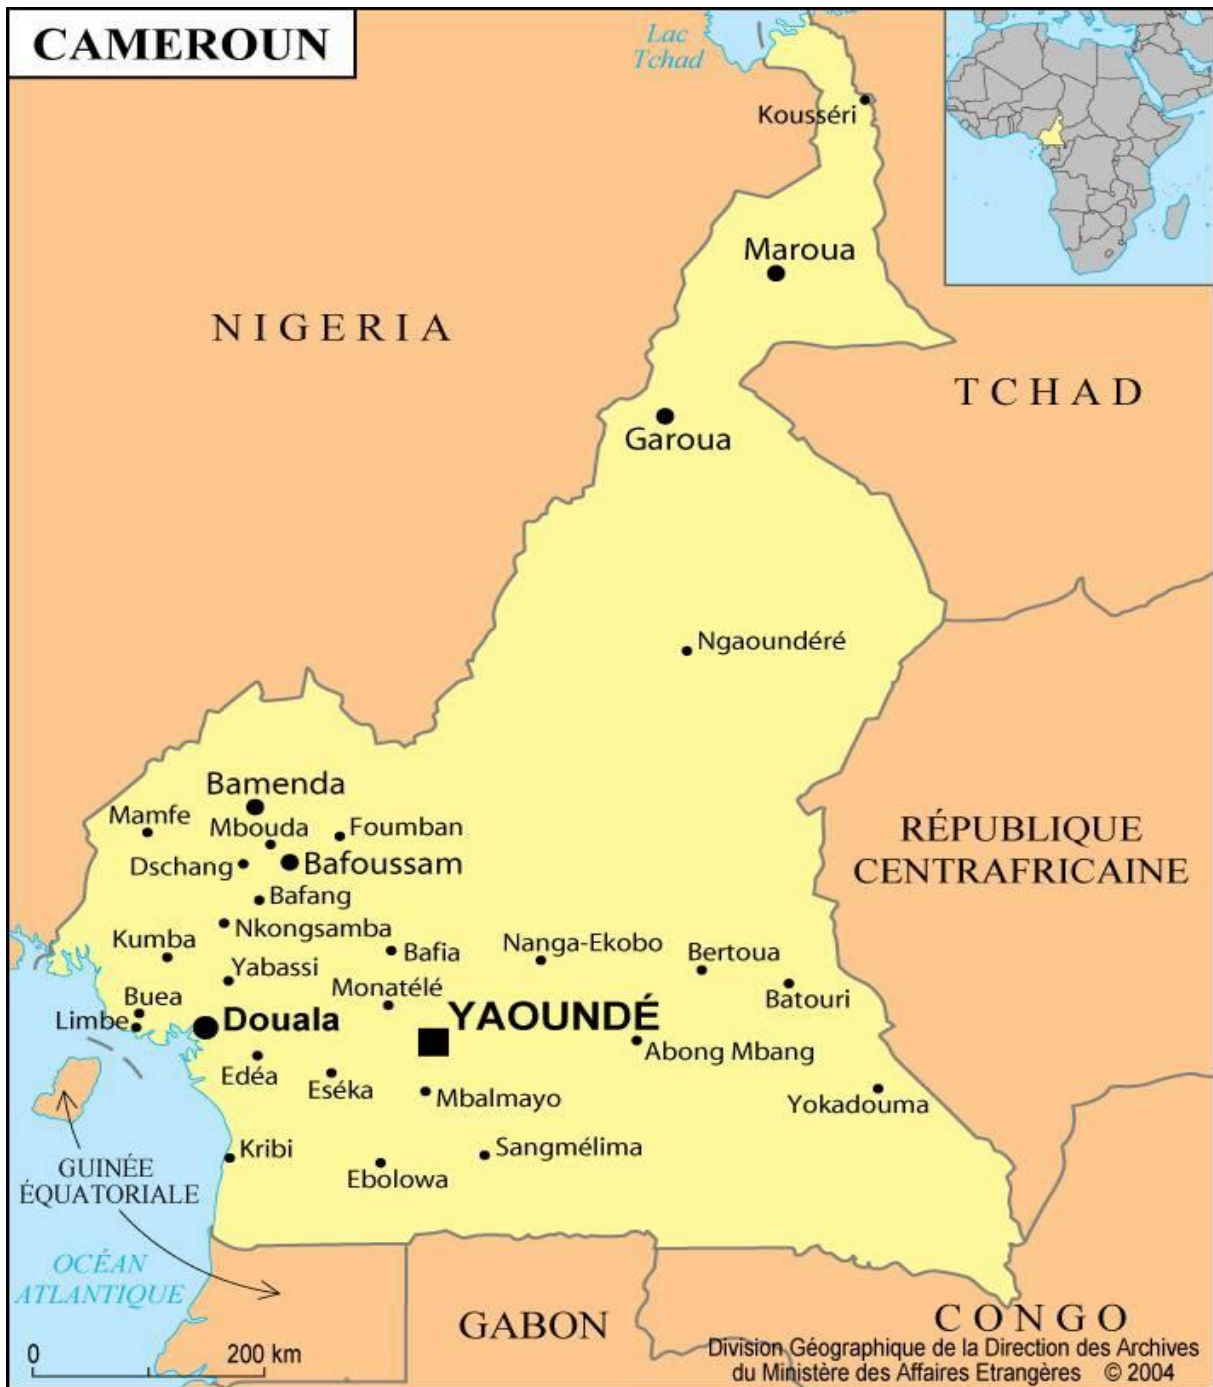 CAMEROUN
Lac
Tchad
Kousséri
Maroua
NIGERIA
TCHAD
Garoua
Ngaoundéré
Bamenda
Mamfe
Mbouda
Foumban
Dschang
Bafoussam
RÉPUBLIQUE
CENTRAFRICAINE
Bafang
Nkongsamba
Kumba
Bafia
Nanga-Ekobo
Bertoua
Yabassi
Monatélé
Batouri
Buea
Limbe
Douala
YAOUNDÉ
Abong Mbang
Edéa
Eséka
Mbalmayo
Yokadouma
Kribi
Sangmélima
Ebolowa
GUINÉE
ÉQUATORIALE
OCÉAN
ATLANTIQUE
GABON
CONGO
0 200 km
Division Géographique de la Direction des Archives
du Ministère des Affaires Etrangères © 2004